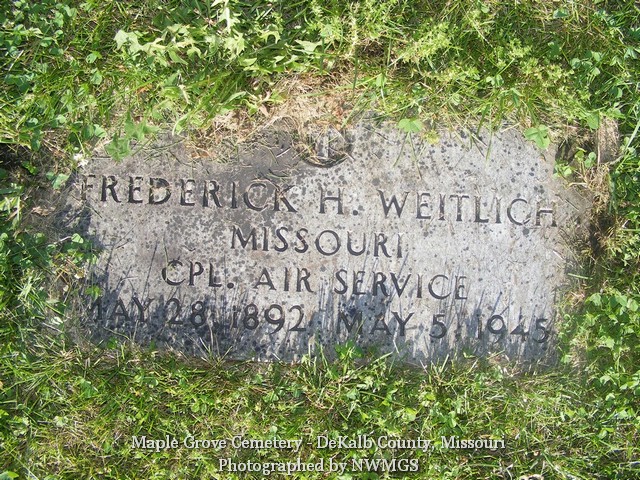 FREDERICK H. WEITLICH
MISSOURI
CPL. AIR SERVICE
MAY 28, 1892 MAY 5, 1945
Maple Grove Cemetery - DeKalb County, Missouri
Photographed by NWMGS